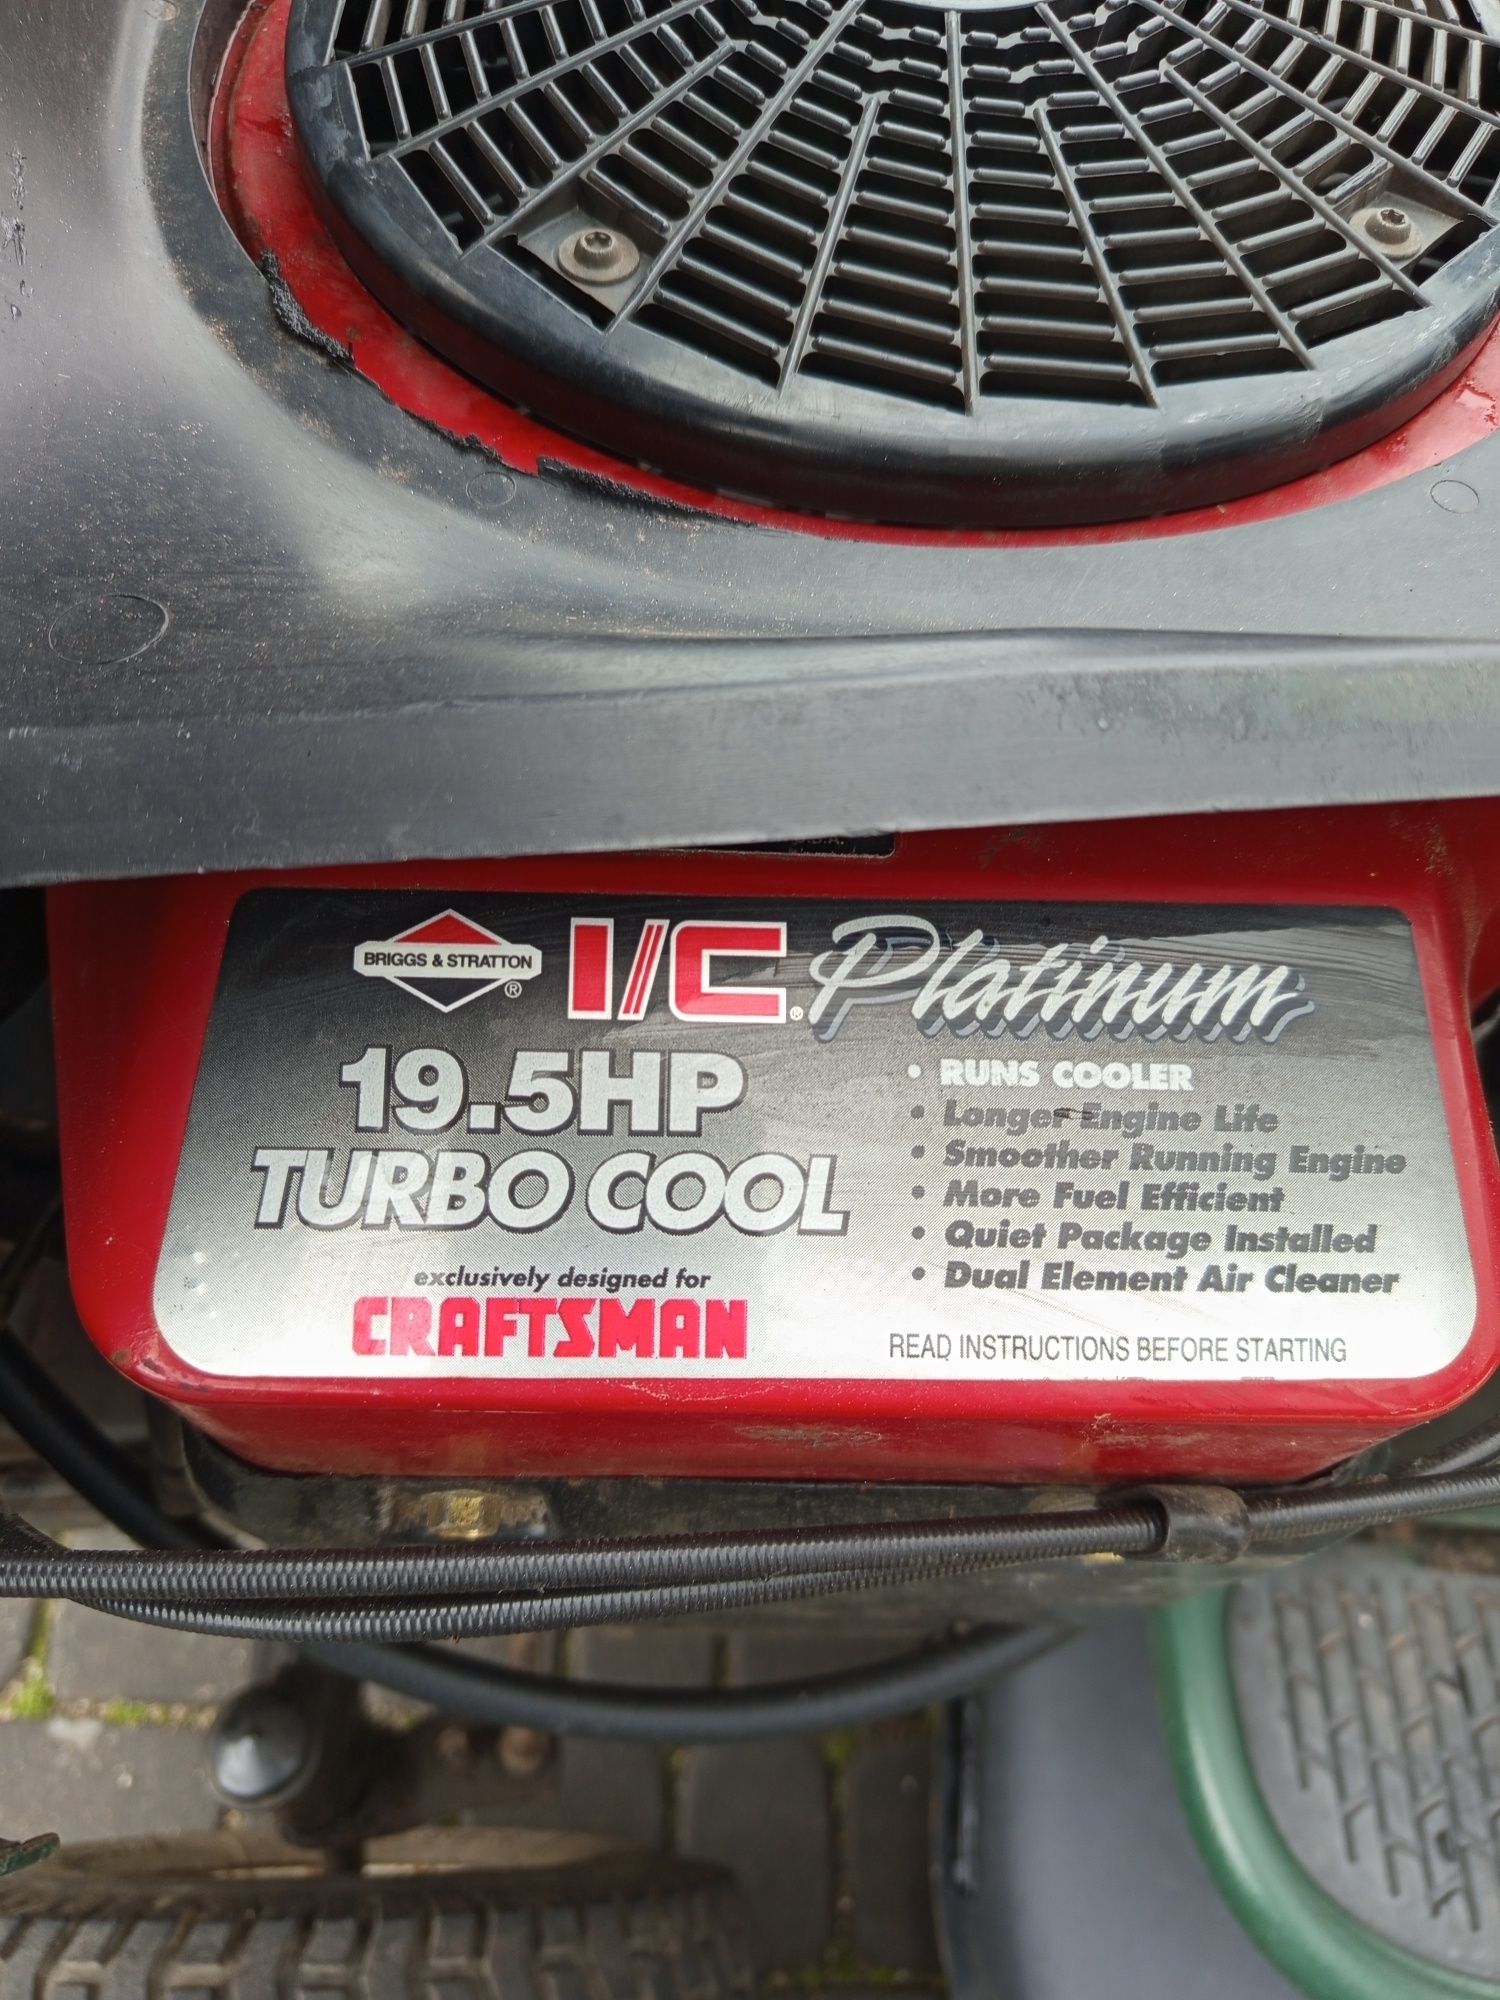 U.S.A.
BRIGGS & STRATTON ®
I/C® Platinum
19.5HP
TURBO COOL
exclusively designed for
CRAFTSMAN
• RUNS COOLER
• Longer Engine Life
• Smoother Running Engine
• More Fuel Efficient
• Quiet Package Installed
• Dual Element Air Cleaner
READ INSTRUCTIONS BEFORE STARTING